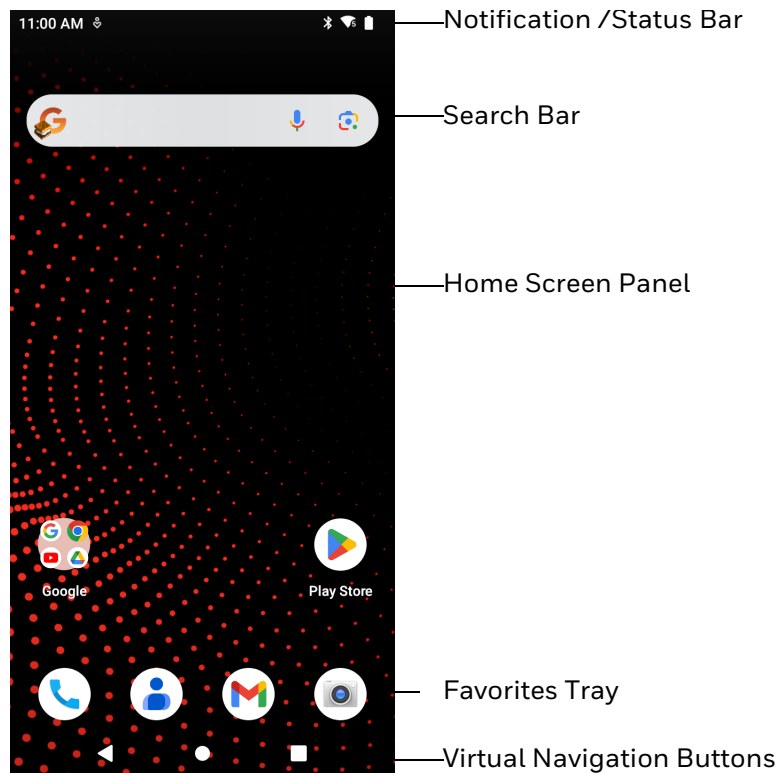 11:00 AM
Notification /Status Bar
Search Bar
Home Screen Panel
Google
Play Store
Favorites Tray
Virtual Navigation Buttons